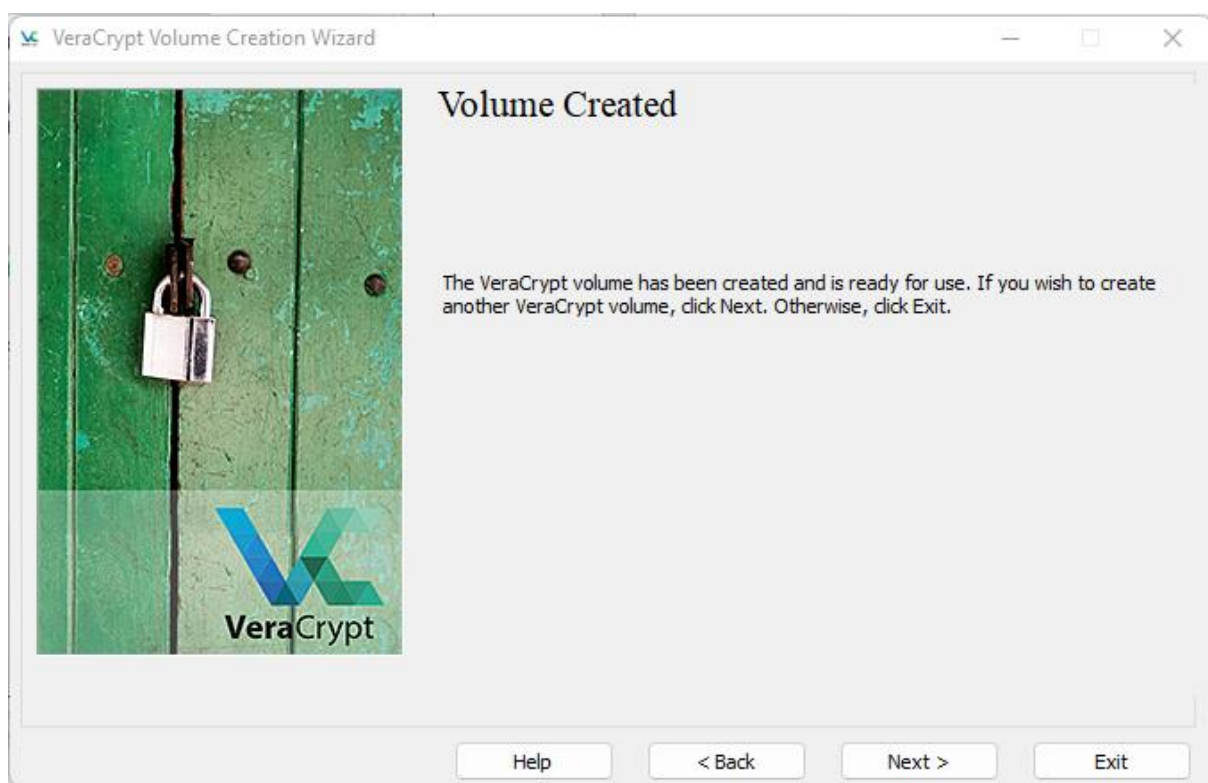 VeraCrypt Volume Creation Wizard
Volume Created
The VeraCrypt volume has been created and is ready for use. If you wish to create
another VeraCrypt volume, click Next. Otherwise, click Exit.
VeraCrypt
Help
< Back
Next >
Exit